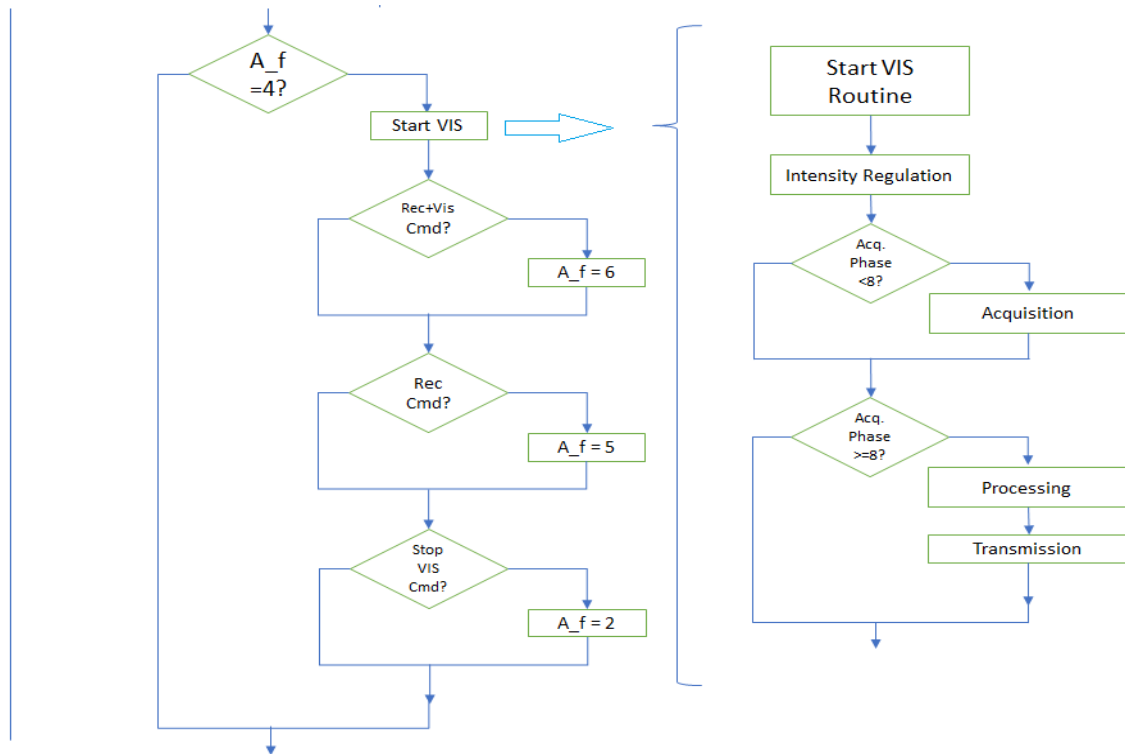 A_f
=4?
Start VIS
Rec+Vis
Cmd?
A_f = 6
Rec
Cmd?
A_f = 5
Stop
VIS
Cmd?
A_f = 2
Start VIS
Routine
Intensity Regulation
Acq.
Phase
<8?
Acquisition
Acq.
Phase
>=8?
Processing
Transmission